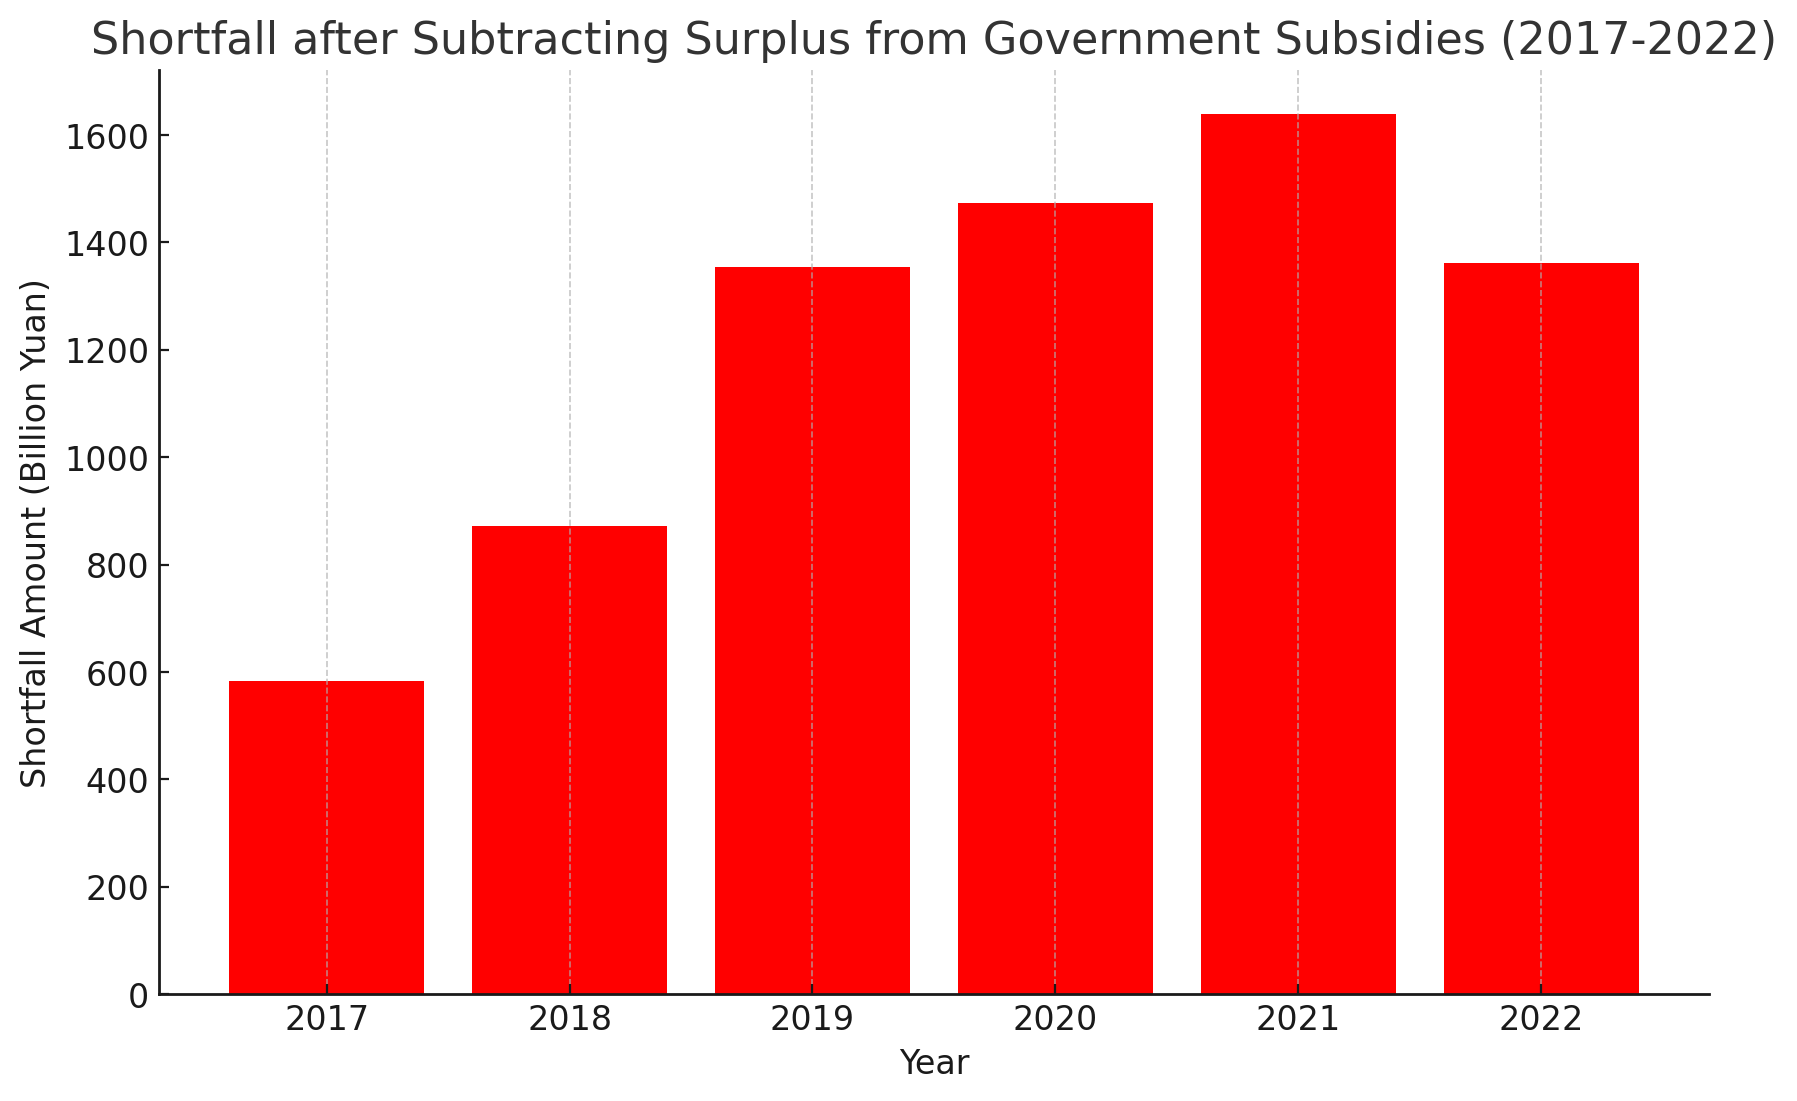 Shortfall after Subtracting Surplus from Government Subsidies (2017-2022)
Shortfall Amount (Billion Yuan)
1600
1400
1200
1000
800
600
400
200
0
2017 2018 2019 2020 2021 2022
Year